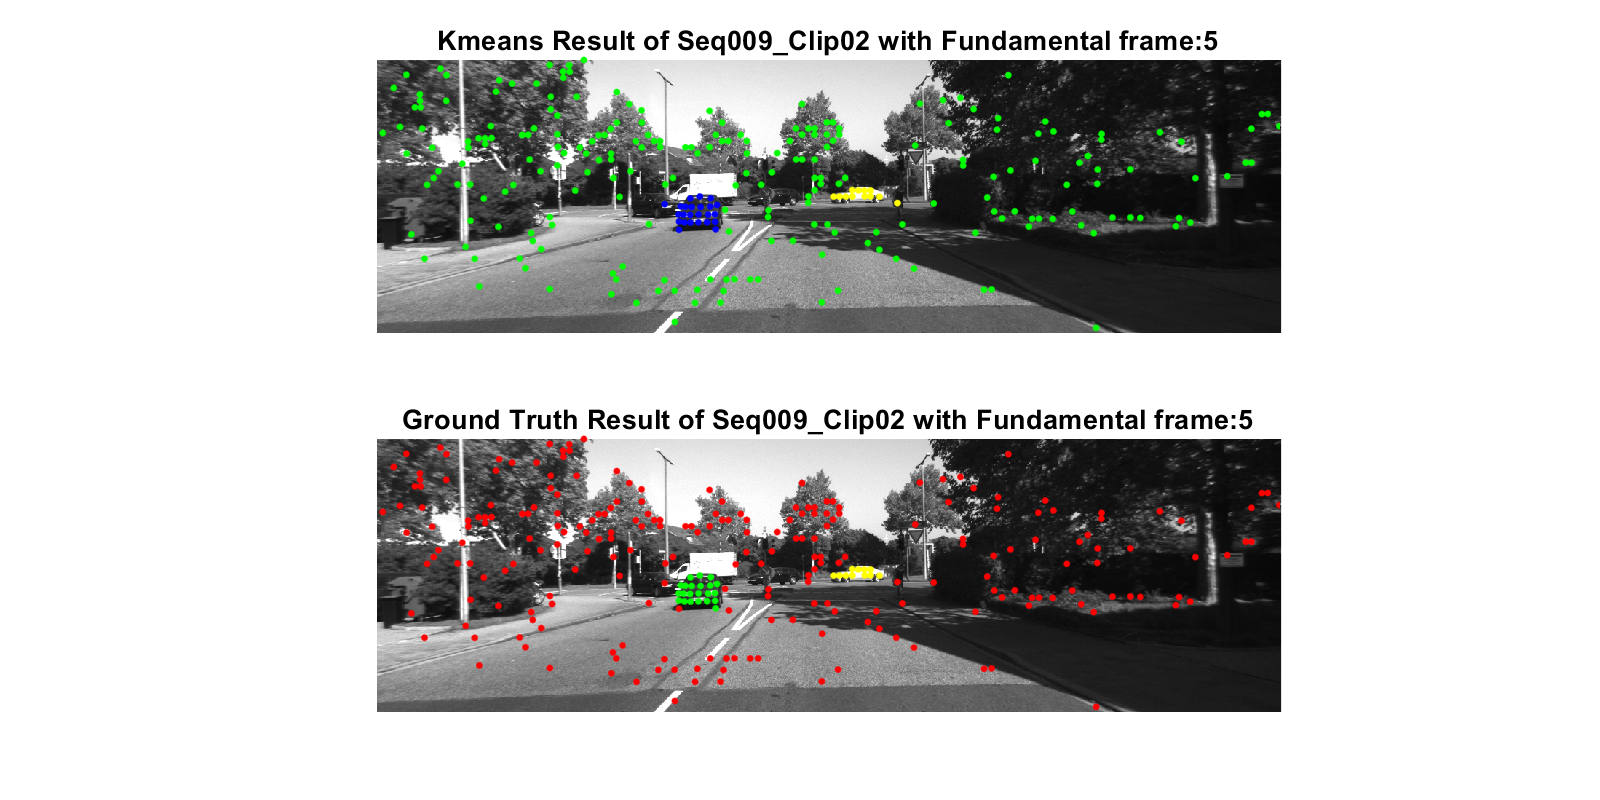 Kmeans Result of Seq009_Clip02 with Fundamental frame:5
Ground Truth Result of Seq009_Clip02 with Fundamental frame:5